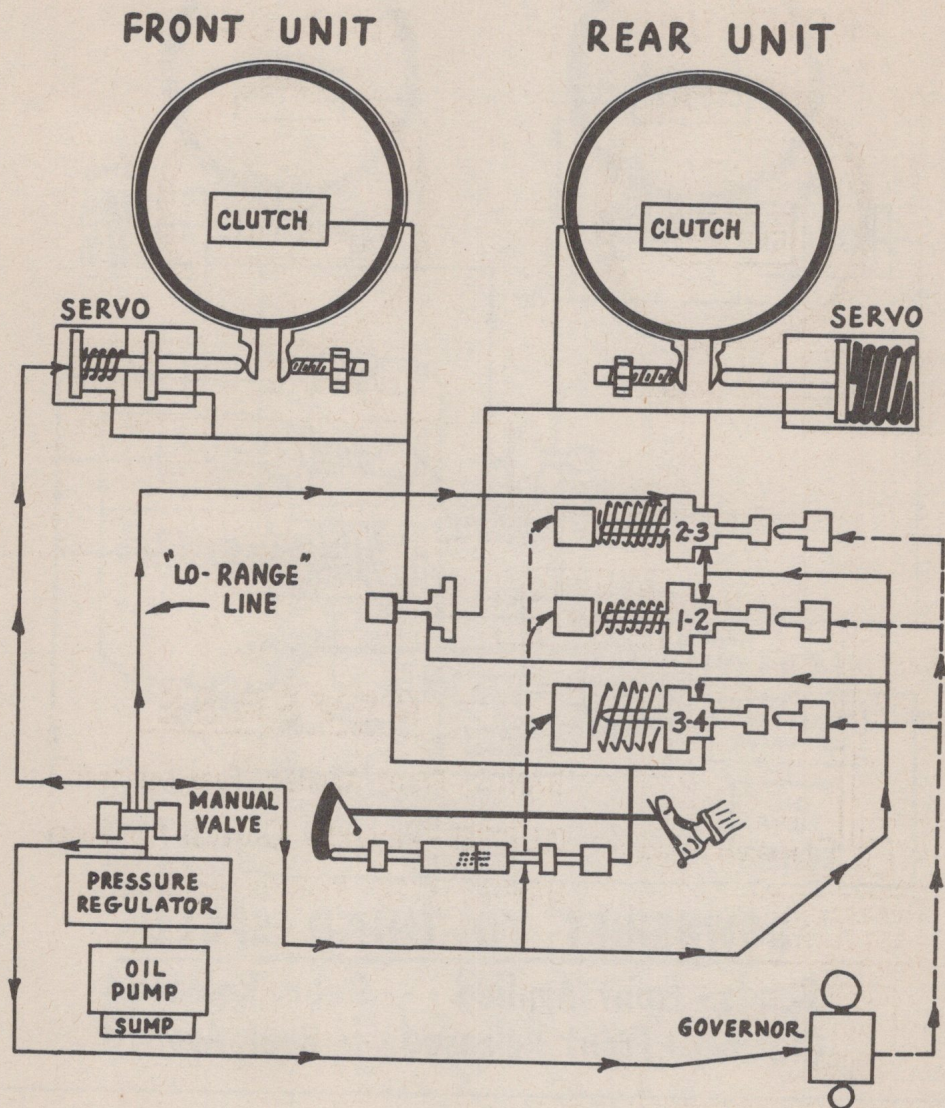 FRONT UNIT
REAR UNIT
CLUTCH
CLUTCH
SERVO
SERVO
2-3
"LO-RANGE"
LINE
1-2
3-4
MANUAL
VALVE
PRESSURE
REGULATOR
OIL
PUMP
SUMP
GOVERNOR